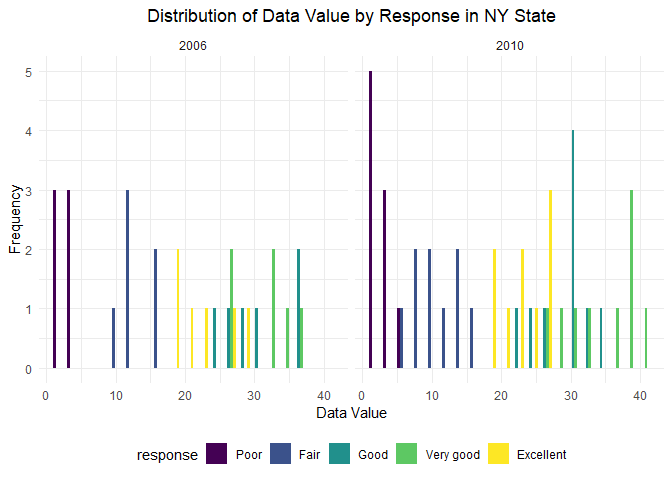 Distribution of Data Value by Response in NY State
2006 2010
Frequency
5
4
3
2
1
0
0 10 20 30 40 0 10 20 30 40
Data Value
response Poor Fair Good Very good Excellent